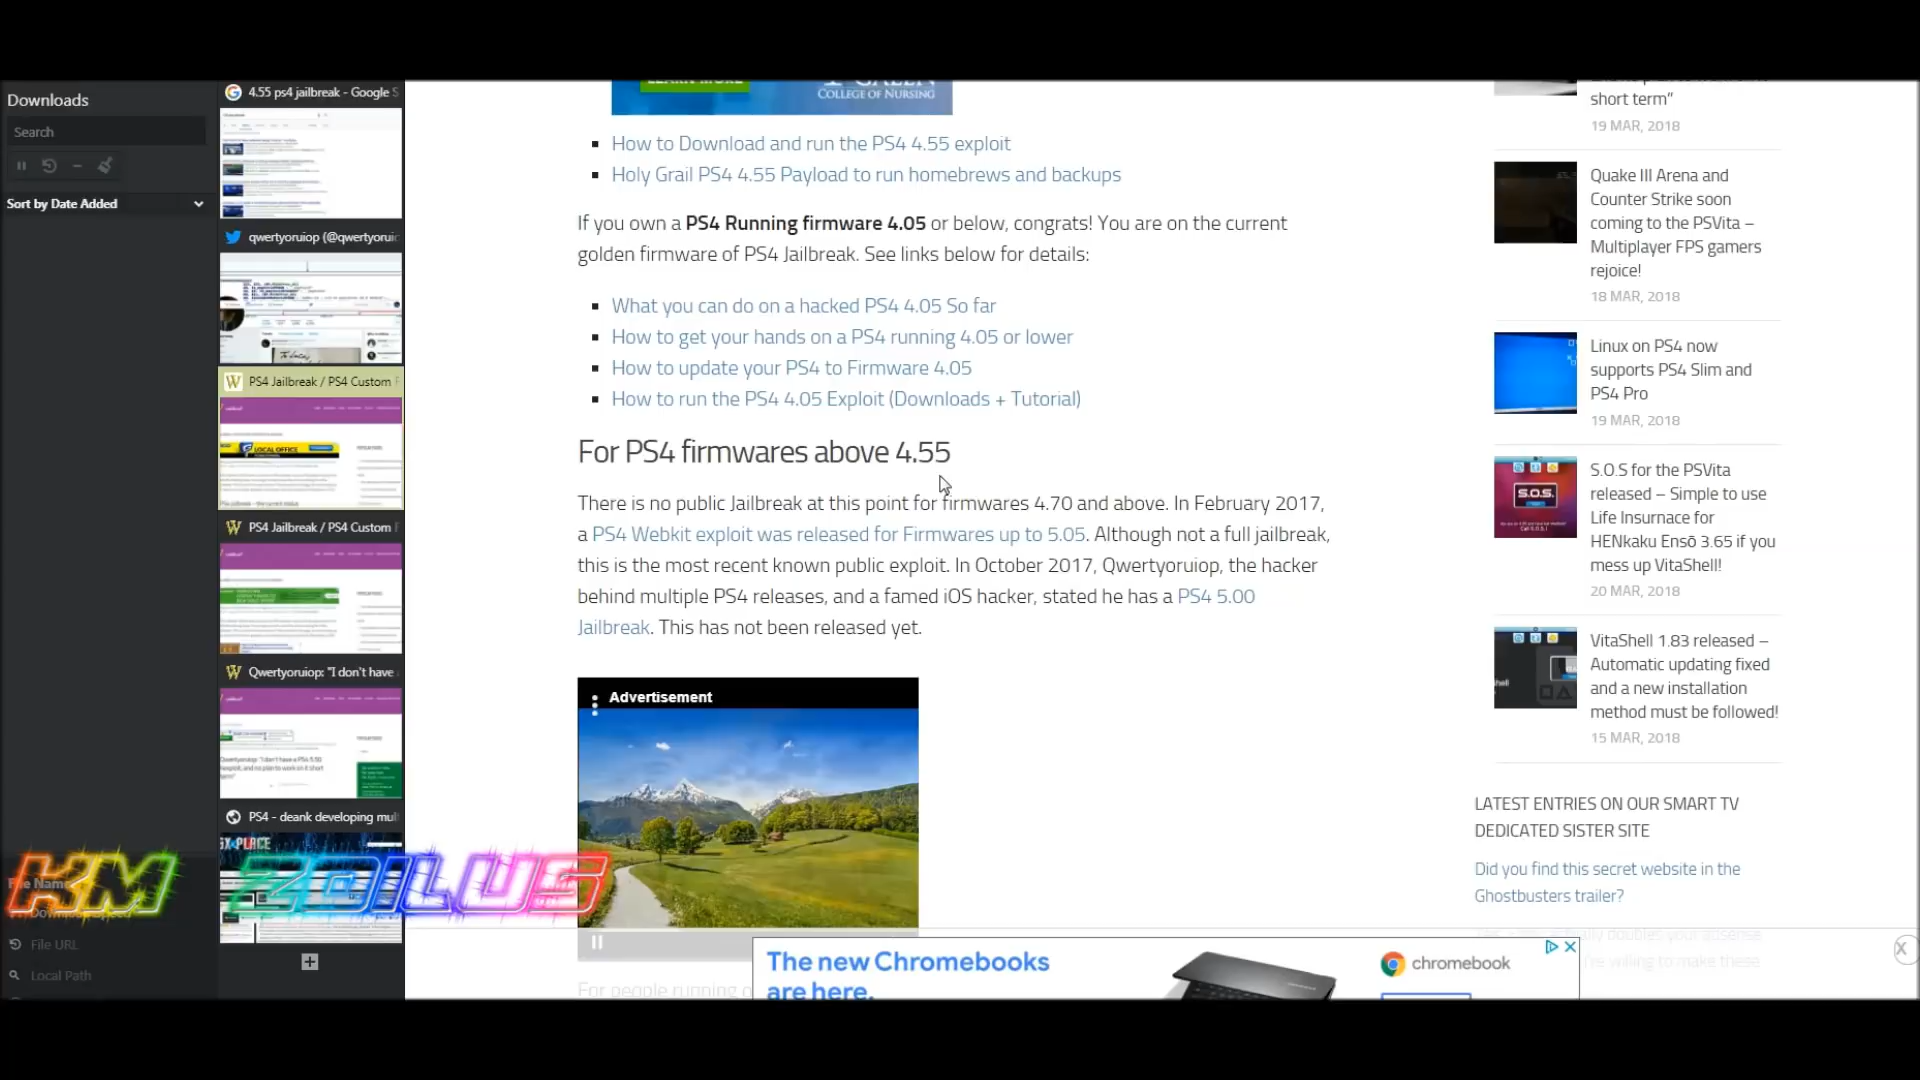 Downloads
Search
Sort by Date Added
File Name
File URL
Local Path
4.55 ps4 jailbreak - Google S
qwertyoruiop (@qwertyorui
PS4 Jailbreak / PS4 Custom F
PS4 Jailbreak / PS4 Custom F
Qwertyoruiop: "I don't have
PS4 - deank developing mul
KM ZOILUS
LEARN MORE
COLLEGE OF NURSING
How to Download and run the PS4 4.55 exploit
Holy Grail PS4 4.55 Payload to run homebrews and backups
If you own a PS4 Running firmware 4.05 or below, congrats! You are on the current
golden firmware of PS4 Jailbreak. See links below for details:
What you can do on a hacked PS4 4.05 So far
How to get your hands on a PS4 running 4.05 or lower
How to update your PS4 to Firmware 4.05
How to run the PS4 4.05 Exploit (Downloads + Tutorial)
For PS4 firmwares above 4.55
There is no public Jailbreak at this point for firmwares 4.70 and above. In February 2017,
a PS4 Webkit exploit was released for Firmwares up to 5.05. Although not a full jailbreak,
this is the most recent known public exploit. In October 2017, Qwertyoruiop, the hacker
behind multiple PS4 releases, and a famed iOS hacker, stated he has a PS4 5.00
Jailbreak. This has not been released yet.
Advertisement
For people running
The new Chromebooks
are here.
chromebook
short term”
19 MAR, 2018
Quake III Arena and
Counter Strike soon
coming to the PSVita –
Multiplayer FPS gamers
rejoice!
18 MAR, 2018
Linux on PS4 now
supports PS4 Slim and
PS4 Pro
19 MAR, 2018
S.O.S for the PSVita
released – Simple to use
Life Insurnace for
HENkaku Ensō 3.65 if you
mess up VitaShell!
20 MAR, 2018
VitaShell 1.83 released –
Automatic updating fixed
and a new installation
method must be followed!
15 MAR, 2018
LATEST ENTRIES ON OUR SMART TV
DEDICATED SISTER SITE
Did you find this secret website in the
Ghostbusters trailer?